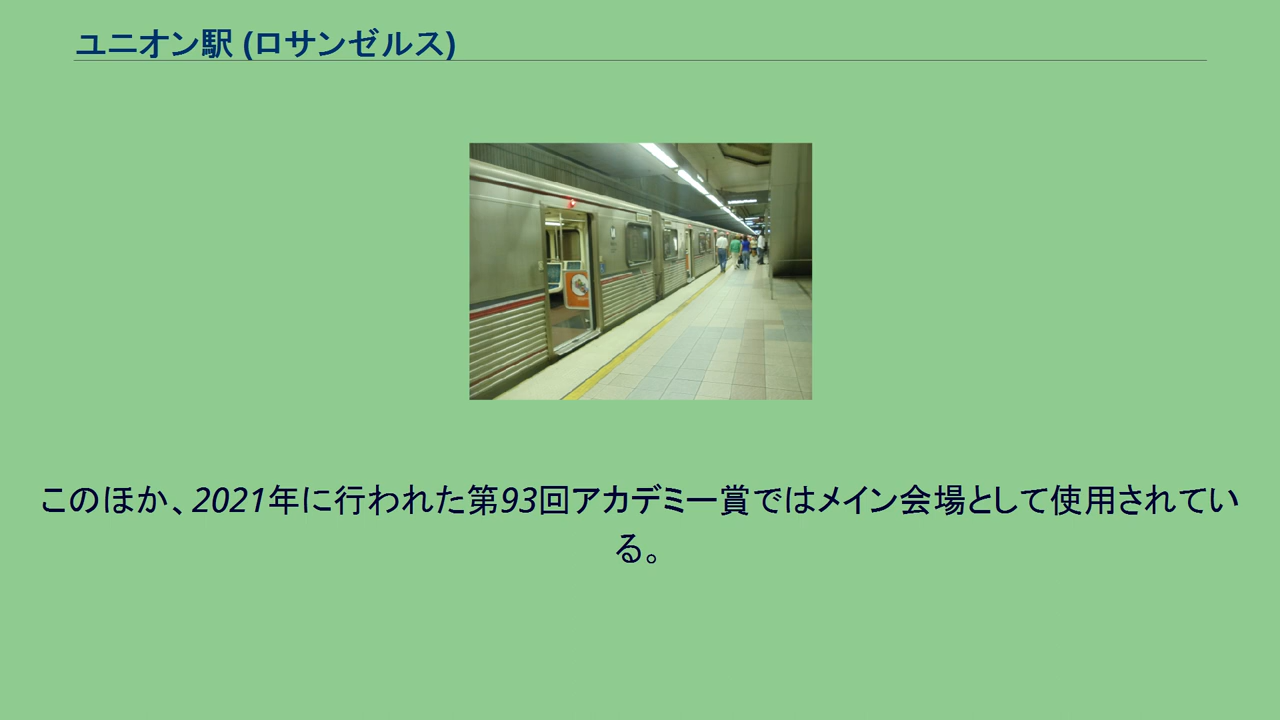 ユニオン駅 (ロサンゼルス)
このほか、2021年に行われた第93回アカデミー賞ではメイン会場として使用されてい
る。